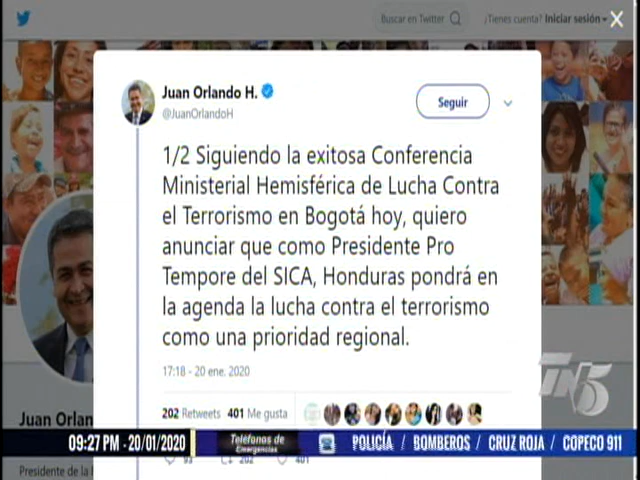 Buscar en Twitter
¿Tienes cuenta? Iniciar sesión
X
Juan Orlando H.
@JuanOrlandoH
Seguir
1/2 Siguiendo la exitosa Conferencia
Ministerial Hemisférica de Lucha Contra
el Terrorismo en Bogotá hoy, quiero
anunciar que como Presidente Pro
Tempore del SICA, Honduras pondrá en
la agenda la lucha contra el terrorismo
como una prioridad regional.
17:18 - 20 ene. 2020
202 Retweets 401 Me gusta
TN5
Juan Orlan
09:27 PM - 20/01/2020
Teléfonos de
Emergencias
POLICÍA / BOMBEROS / CRUZ ROJA / COPECO 911
93 202 401
Presidente de la